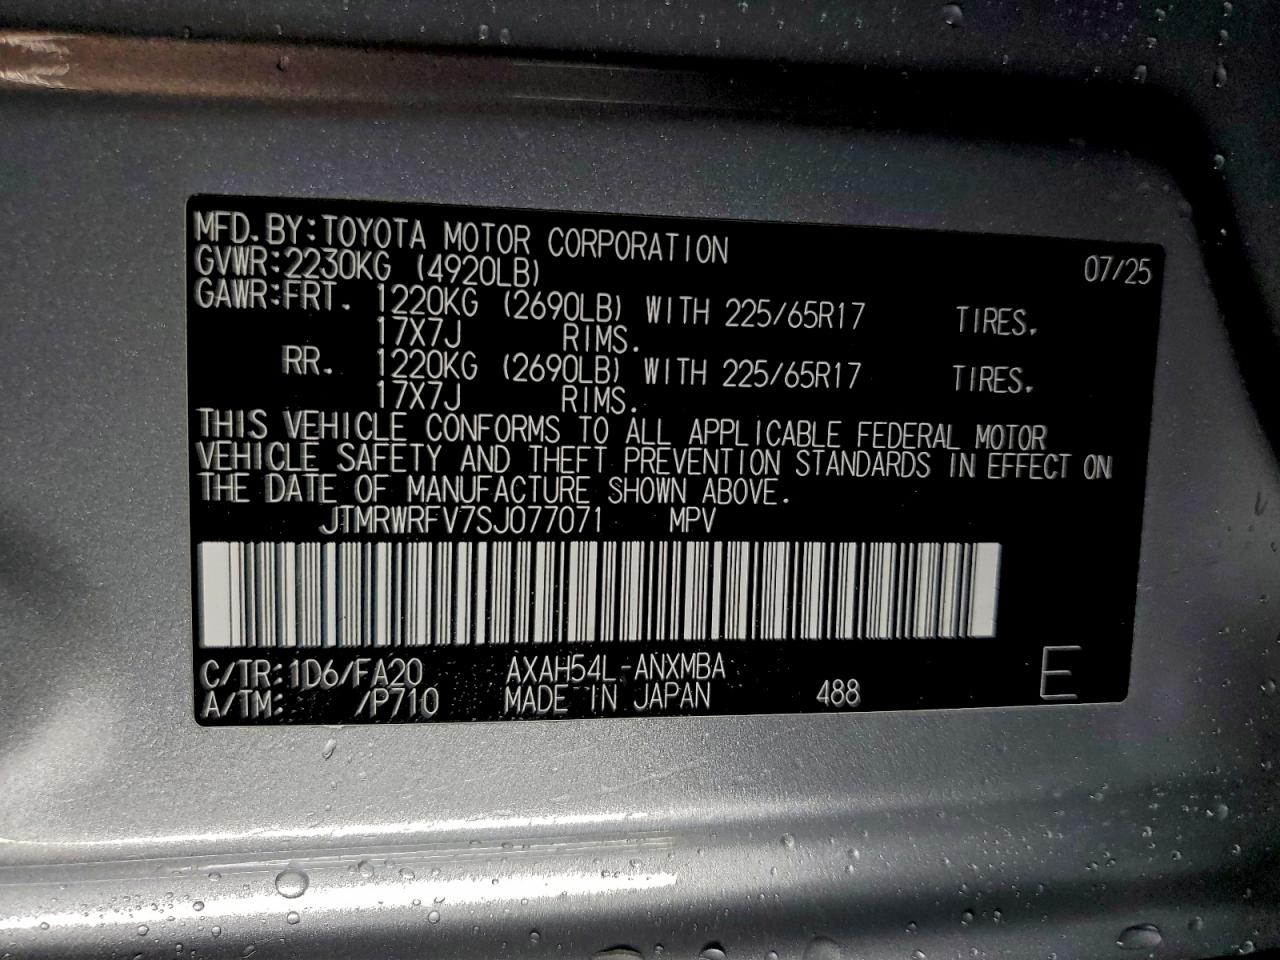 MFD.BY:TOYOTA MOTOR CORPORATION 07/25
GVWR:2230KG (4920LB)
GAWR:FRT. 1220KG (2690LB) WITH 225/65R17 TIRES.
17X7J RIMS.
RR. 1220KG (2690LB) WITH 225/65R17 TIRES.
17X7J RIMS.
THIS VEHICLE CONFORMS TO ALL APPLICABLE FEDERAL MOTOR
VEHICLE SAFETY AND THEFT PREVENTION STANDARDS IN EFFECT ON
THE DATE OF MANUFACTURE SHOWN ABOVE.
JTMRWRFV7SJ077071 MPV
C/TR:1D6/FA20 AXAH54L-ANXMBA
A/TM: /P710 MADE IN JAPAN 488 E